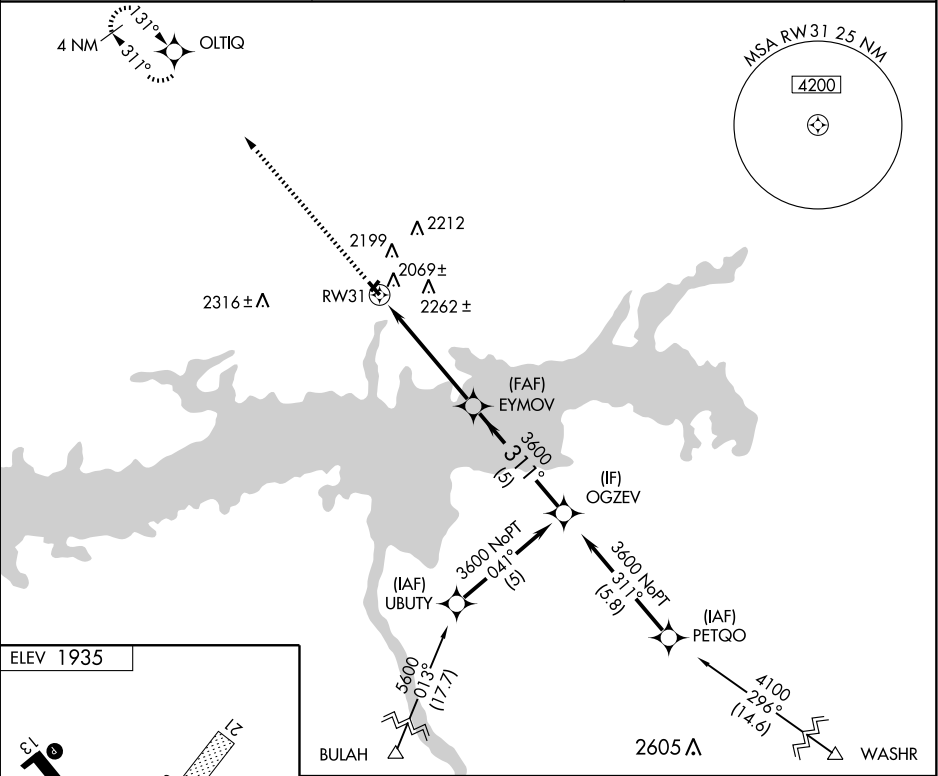 131°
4 NM
311°
OLTIQ
MSA RW31 25 NM
4200
2199
2212
2069±
RW31
2316±
2262±
(FAF)
EYMOV
3600
311°
(5)
(IF)
OGZEV
3600 NoPT
041°
(5)
3600 NoPT
311°
(5.8)
(IAF)
UBUTY
(IAF)
PETQO
ELEV 1935
5600
013°
(17.7)
4100
296°
(14.6)
21
13
P
BULAH
2605
WASHR